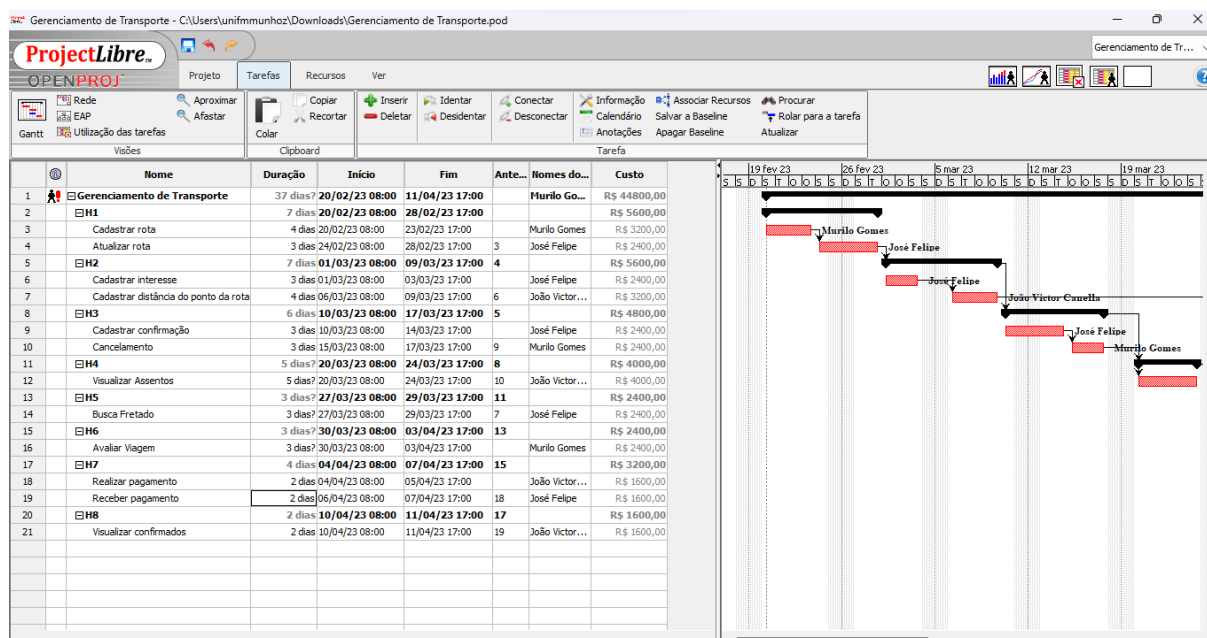 Gerenciamento de Transporte - C:\Users\unifmmunhoz\Downloads\Gerenciamento de Transporte.pod
ProjectLibre™
Gerenciamento de Tr...
OPENPROJ
Projeto Tarefas Recursos Ver
Rede Aproximar Copiar Inserir Identar Conectar Informação Associar Recursos Procurar
EAP Afastar Recortar Deletar Desidentar Desconectar Calendário Salvar a Baseline Rolar para a tarefa
Gantt Utilização das tarefas Colar Anotações Apagar Baseline Atualizar
Visões Clipboard Tarefa
Nome Duração Início Fim Ante... Nomes do... Custo
1 Gerenciamento de Transporte 37 dias? 20/02/23 08:00 11/04/23 17:00 Murilo Go... R$ 44800,00
2 H1 7 dias 20/02/23 08:00 28/02/23 17:00 R$ 5600,00
3 Cadastrar rota 4 dias 20/02/23 08:00 23/02/23 17:00 Murilo Gomes R$ 3200,00
4 Atualizar rota 3 dias 24/02/23 08:00 28/02/23 17:00 3 José Felipe R$ 2400,00
5 H2 7 dias 01/03/23 08:00 09/03/23 17:00 4 R$ 5600,00
6 Cadastrar interesse 3 dias 01/03/23 08:00 03/03/23 17:00 José Felipe R$ 2400,00
7 Cadastrar distância do ponto da rota 4 dias 06/03/23 08:00 09/03/23 17:00 6 João Victor... R$ 3200,00
8 H3 6 dias 10/03/23 08:00 17/03/23 17:00 5 R$ 4800,00
9 Cadastrar confirmação 3 dias 10/03/23 08:00 14/03/23 17:00 José Felipe R$ 2400,00
10 Cancelamento 3 dias 15/03/23 08:00 17/03/23 17:00 9 Murilo Gomes R$ 2400,00
11 H4 5 dias? 20/03/23 08:00 24/03/23 17:00 8 R$ 4000,00
12 Visualizar Assentos 5 dias? 20/03/23 08:00 24/03/23 17:00 10 João Victor... R$ 4000,00
13 H5 3 dias? 27/03/23 08:00 29/03/23 17:00 11 R$ 2400,00
14 Busca Fretado 3 dias? 27/03/23 08:00 29/03/23 17:00 7 José Felipe R$ 2400,00
15 H6 3 dias? 30/03/23 08:00 03/04/23 17:00 13 R$ 2400,00
16 Avaliar Viagem 3 dias? 30/03/23 08:00 03/04/23 17:00 Murilo Gomes R$ 2400,00
17 H7 4 dias 04/04/23 08:00 07/04/23 17:00 15 R$ 3200,00
18 Realizar pagamento 2 dias 04/04/23 08:00 05/04/23 17:00 João Victor... R$ 1600,00
19 Receber pagamento 2 dias 06/04/23 08:00 07/04/23 17:00 18 José Felipe R$ 1600,00
20 H8 2 dias 10/04/23 08:00 11/04/23 17:00 17 R$ 1600,00
21 Visualizar confirmados 2 dias 10/04/23 08:00 11/04/23 17:00 19 João Victor... R$ 1600,00
19 fev 23 26 fev 23 5 mar 23 12 mar 23 19 mar 23
S S D S T Q Q S S D S T Q Q S S D S T Q Q S S D S T Q Q S S D S T Q Q S
Murilo Gomes
José Felipe
José Felipe
João Victor Canella
José Felipe
Murilo Gomes